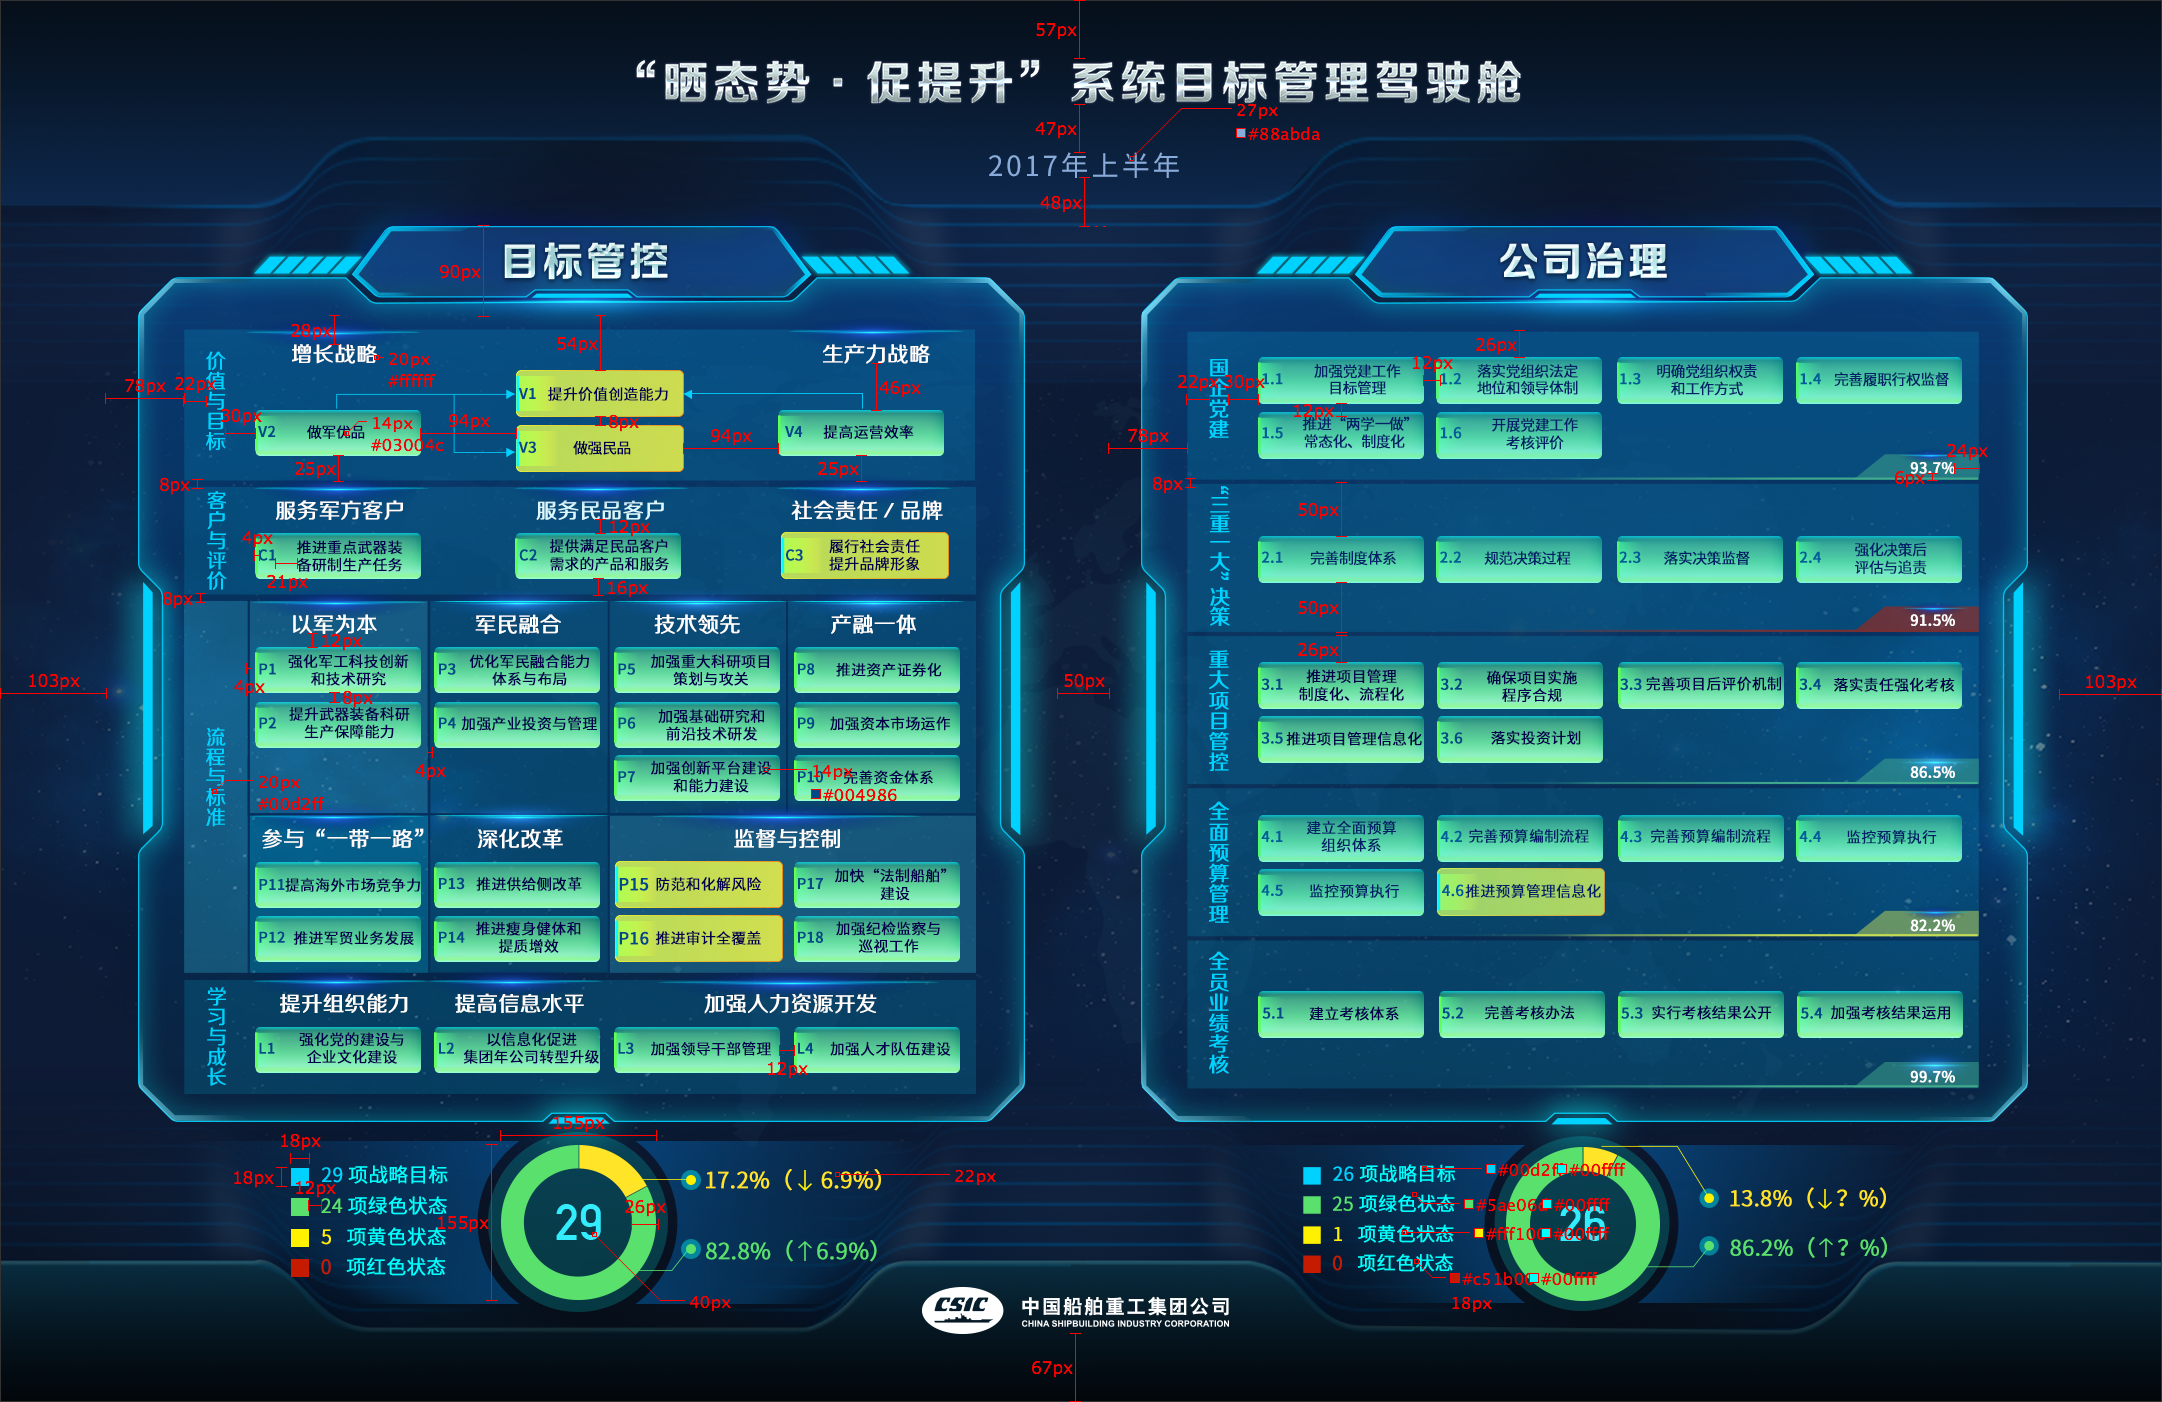 57px
“晒态势·促提升”系统目标管理驾驶舱
27px
47px
#88abda
2017年上半年
48px
90px
目标管控
28px
54px
价值与目标
增长战略
生产力战略
20px
#ffffff
78px
22px
30px
46px
V1 提升价值创造能力
8px
V2 做军优品
14px
#03004c
94px
V3 做强民品
94px
V4 提高运营效率
25px
25px
8px
客户与评价
服务军方客户
服务民品客户
社会责任 / 品牌
12px
4px
C1 推进重点武器装
备研制生产任务
C2 提供满足民品客户
需求的产品和服务
C3 履行社会责任
提升品牌形象
21px
16px
8px
流程与标准
以军为本
军民融合
技术领先
产融一体
12px
P1 强化军工科技创新
和技术研究
P3 优化军民融合能力
体系与布局
P5 加强重大科研项目
策划与攻关
P8 推进资产证券化
4px
8px
103px
P2 提升武器装备科研
生产保障能力
P4 加强产业投资与管理
P6 加强基础研究和
前沿技术研发
P9 加强资本市场运作
4px
P7 加强创新平台建设
和能力建设
P10 完善资金体系
14px
#004986
20px
#00d2ff
参与“一带一路”
深化改革
监督与控制
P11 提高海外市场竞争力
P13 推进供给侧改革
P15 防范和化解风险
P17 加快“法制船舶”
建设
P12 推进军贸业务发展
P14 推进瘦身健体和
提质增效
P16 推进审计全覆盖
P18 加强纪检监察与
巡视工作
学习与成长
提升组织能力
提高信息水平
加强人力资源开发
L1 强化党的建设与
企业文化建设
L2 以信息化促进
集团年公司转型升级
L3 加强领导干部管理
L4 加强人才队伍建设
12px
155px
18px
18px
29 项战略目标
12px
24 项绿色状态
155px
5 项黄色状态
0 项红色状态
29
26px
40px
17.2%（↓ 6.9%）
22px
82.8%（↑6.9%）
50px
公司治理
26px
国企党建
22px
30px
12px
1.1 加强党建工作
目标管理
1.2 落实党组织法定
地位和领导体制
1.3 明确党组织权责
和工作方式
1.4 完善履职行权监督
12px
78px
1.5 推进“两学一做”
常态化、制度化
1.6 开展党建工作
考核评价
24px
93.7%
6px
8px
“三重一大”决策
50px
2.1 完善制度体系
2.2 规范决策过程
2.3 落实决策监督
2.4 强化决策后
评估与追责
50px
91.5%
重大项目管控
26px
3.1 推进项目管理
制度化、流程化
3.2 确保项目实施
程序合规
3.3 完善项目后评价机制
3.4 落实责任强化考核
103px
3.5 推进项目管理信息化
3.6 落实投资计划
86.5%
全面预算管理
4.1 建立全面预算
组织体系
4.2 完善预算编制流程
4.3 完善预算编制流程
4.4 监控预算执行
4.5 监控预算执行
4.6 推进预算管理信息化
82.2%
全员业绩考核
5.1 建立考核体系
5.2 完善考核办法
5.3 实行考核结果公开
5.4 加强考核结果运用
99.7%
26 项战略目标
#00ffff
25 项绿色状态
#00ffff
1 项黄色状态
#00ffff
0 项红色状态
#00ffff
18px
26
13.8%（↓？%）
86.2%（↑？%）
CSIC
中国船舶重工集团公司
CHINA SHIPBUILDING INDUSTRY CORPORATION
67px